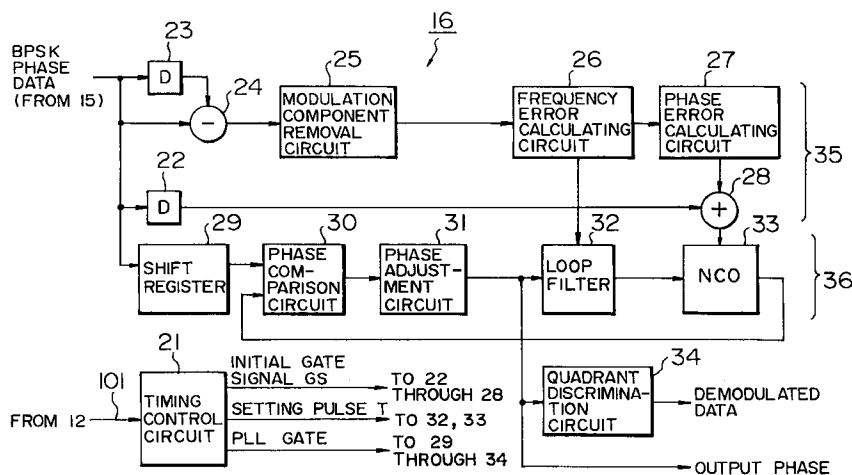 16
23
BPSK
PHASE
DATA
(FROM 15)
D
24
−
25
MODULATION
COMPONENT
REMOVAL
CIRCUIT
26
FREQUENCY
ERROR
CALCULATING
CIRCUIT
27
PHASE
ERROR
CALCULATING
CIRCUIT
35
22
D
28
+
29
SHIFT
REGISTER
30
PHASE
COM-
PARISON
CIRCUIT
31
PHASE
ADJUST-
MENT
CIRCUIT
32
LOOP
FILTER
33
NCO
36
21
101
FROM 12
TIMING
CONTROL
CIRCUIT
INITIAL GATE
SIGNAL GS
TO 22
THROUGH 28
SETTING PULSE T
TO 32, 33
PLL GATE
TO 29
THROUGH 34
34
QUADRANT
DISCRIMINA-
TION
CIRCUIT
DEMODULATED
DATA
OUTPUT PHASE